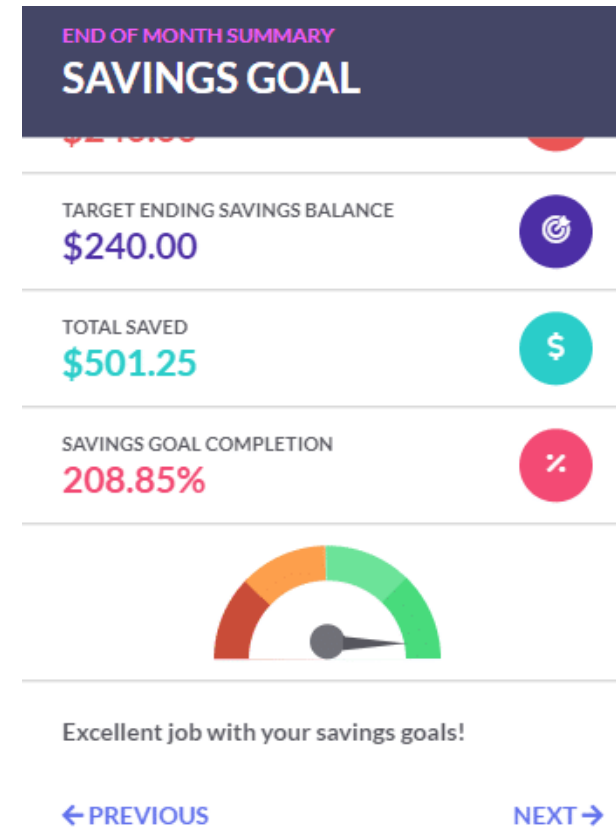 END OF MONTH SUMMARY
SAVINGS GOAL
TARGET ENDING SAVINGS BALANCE
$240.00
TOTAL SAVED
$
$501.25
SAVINGS GOAL COMPLETION
%
208.85%
Excellent job with your savings goals!
PREVIOUS
NEXT